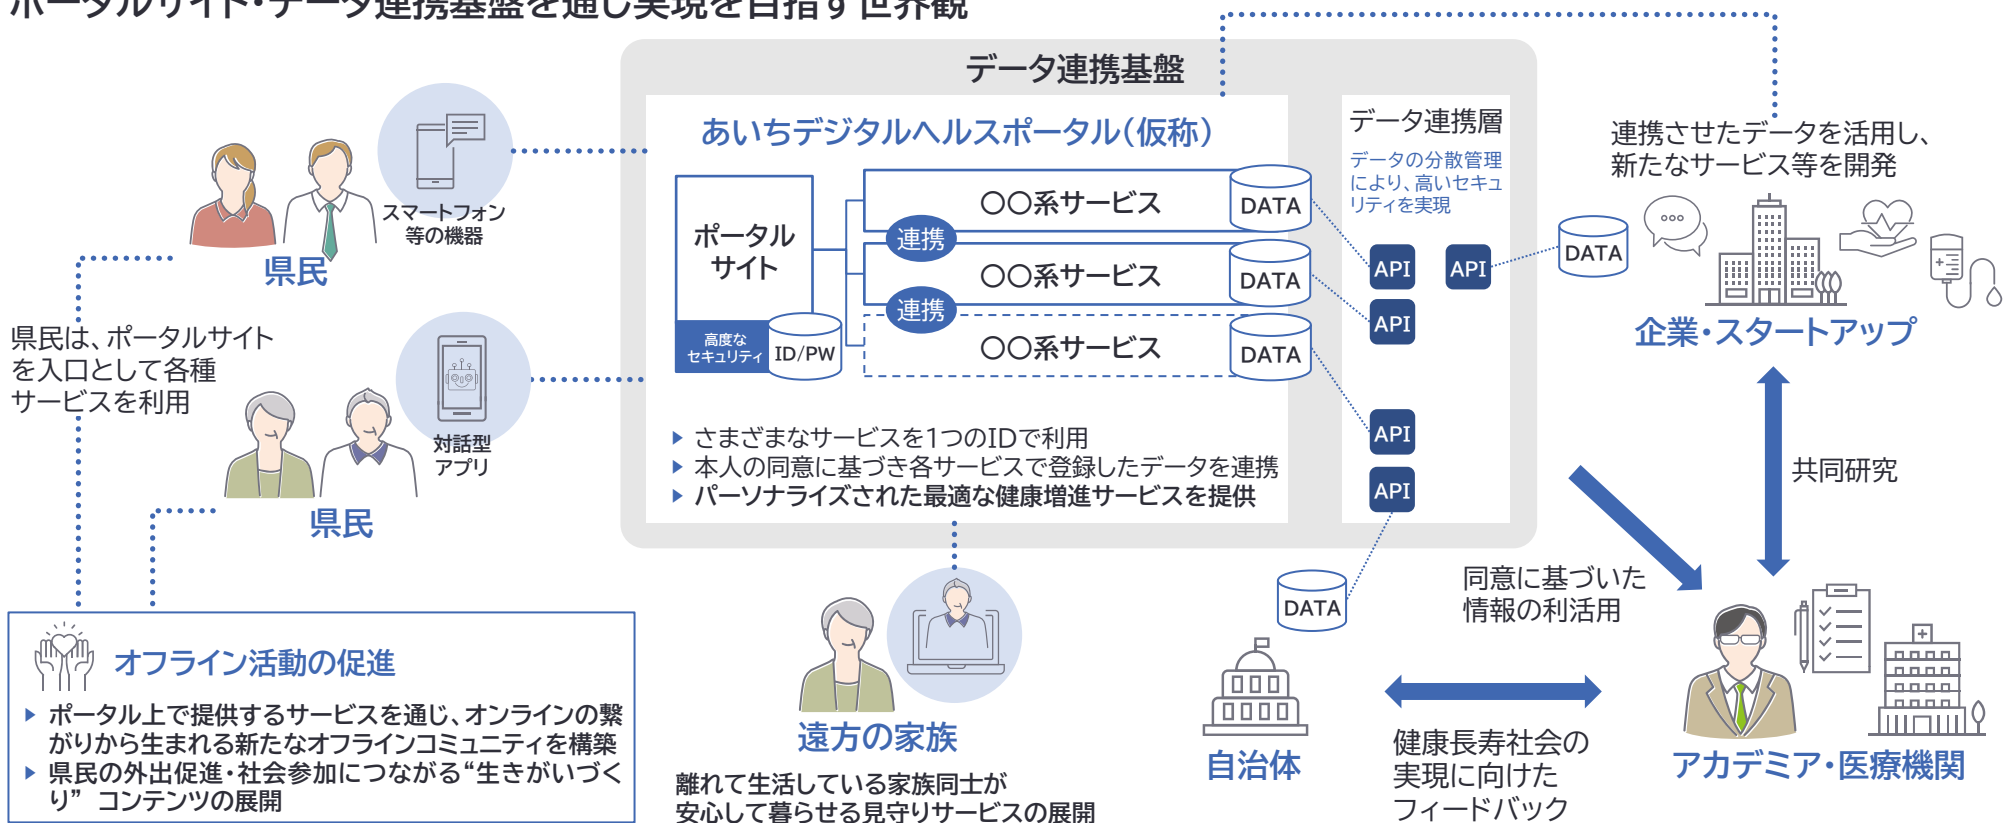 ポータルサイト・データ連携基盤を通じ実現を目指す世界観
データ連携基盤
あいちデジタルヘルスポータル（仮称）
ポータル
サイト
高度な
セキュリティ
ID/PW
〇〇系サービス
DATA
連携
〇〇系サービス
DATA
連携
〇〇系サービス
DATA
▶ さまざまなサービスを1つのIDで利用
▶ 本人の同意に基づき各サービスで登録したデータを連携
▶ パーソナライズされた最適な健康増進サービスを提供
データ連携層
データの分散管理
により、高いセキュ
リティを実現
API
API
API
API
API
DATA
スマートフォン
等の機器
県民
県民は、ポータルサイト
を入口として各種
サービスを利用
対話型
アプリ
県民
連携させたデータを活用し、
新たなサービス等を開発
企業・スタートアップ
共同研究
同意に基づいた
情報の利活用
DATA
オフライン活動の促進
▶ ポータル上で提供するサービスを通じ、オンラインの繋
がりから生まれる新たなオフラインコミュニティを構築
▶ 県民の外出促進・社会参加につながる“生きがいづく
り” コンテンツの展開
遠方の家族
離れて生活している家族同士が
安心して暮らせる見守りサービスの展開
自治体
健康長寿社会の
実現に向けた
フィードバック
アカデミア・医療機関